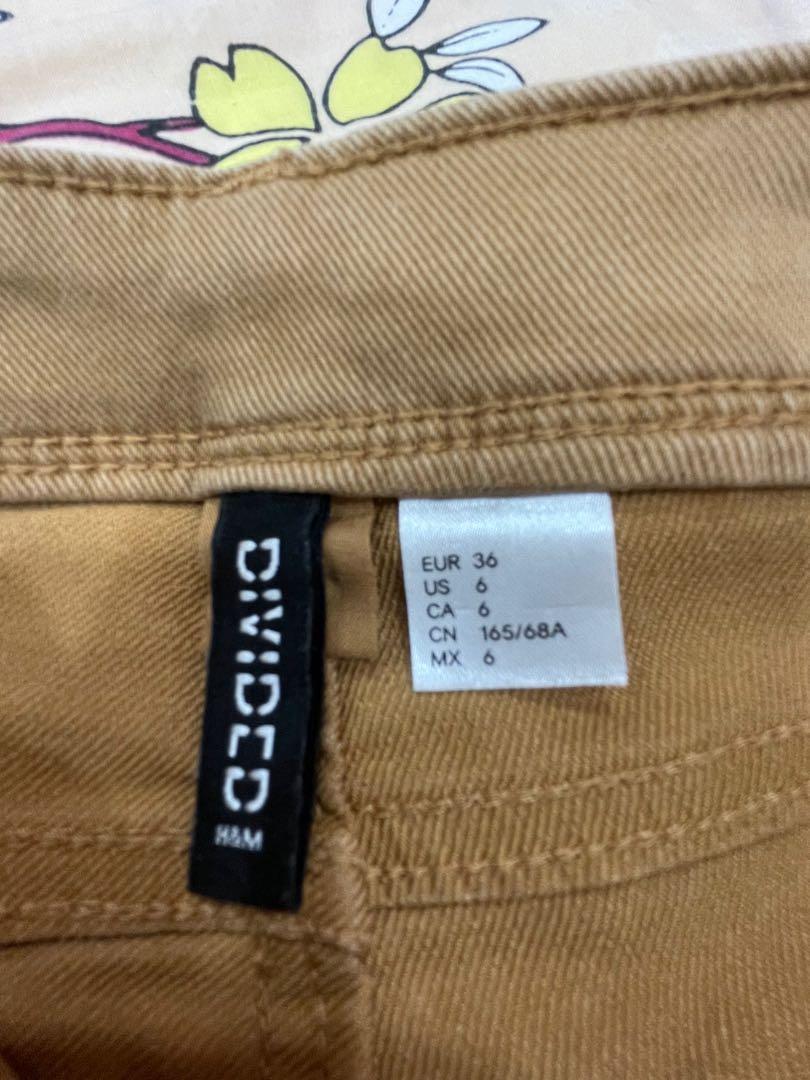 DIVIDED
H&M
EUR 36
US 6
CA 6
CN 165/68A
MX 6